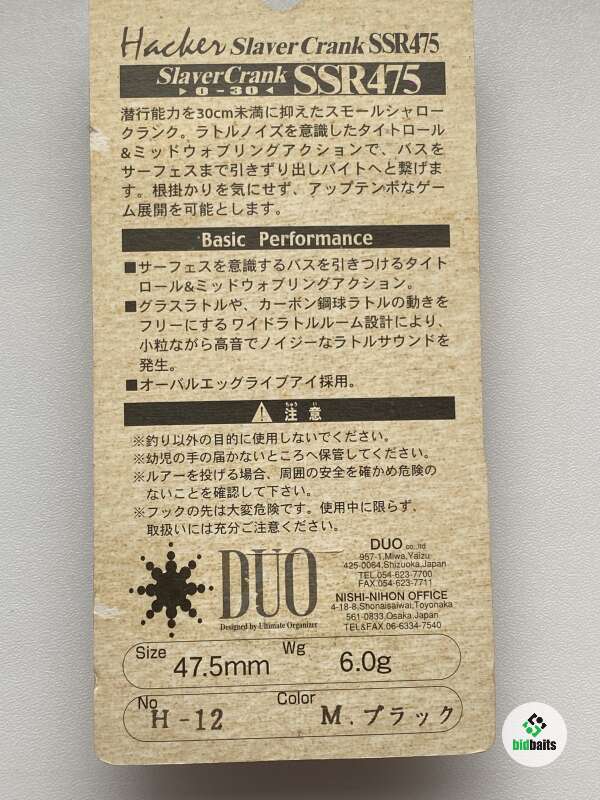 Hacker Slaver Crank SSR475
Slaver Crank SSR475
▶0-30◀
潜行能力を30cm未満に抑えたスモールシャロー
クランク。ラトルノイズを意識したタイトロール
&ミッドウォブリングアクションで、バスを
サーフェスまで引きずり出しバイトへと繋げま
す。根掛かりを気にせず、アップテンポなゲー
ム展開を可能とします。
Basic Performance
■サーフェスを意識するバスを引きつけるタイト
ロール&ミッドウォブリングアクション。
■グラスラトルや、カーボン鋼球ラトルの動きを
フリーにするワイドラトルルーム設計により、
小粒ながら高音でノイジーなラトルサウンドを
発生。
■オーバルエッグライブアイ採用。
ちゅう い
注 意
※釣り以外の目的に使用しないでください。
※幼児の手の届かないところへ保管してください。
※ルアーを投げる場合、周囲の安全を確かめ危険の
ないことを確認して下さい。
※フックの先は大変危険です。使用中に限らず、
取扱いには充分ご注意ください。
DUO
Designed by Ultimate Organizer
DUO co.,ltd
957-1,Miwa,Yaizu
425-0064,Shizuoka,Japan
TEL.054-623-7700
FAX.054-623-7711
NISHI-NIHON OFFICE
4-18-8,Shonaisaiwai,Toyonaka
561-0833,Osaka,Japan
TEL&FAX.06-6334-7540
Size 47.5mm Wg 6.0g
No H-12 Color M.ブラック
bidbaits